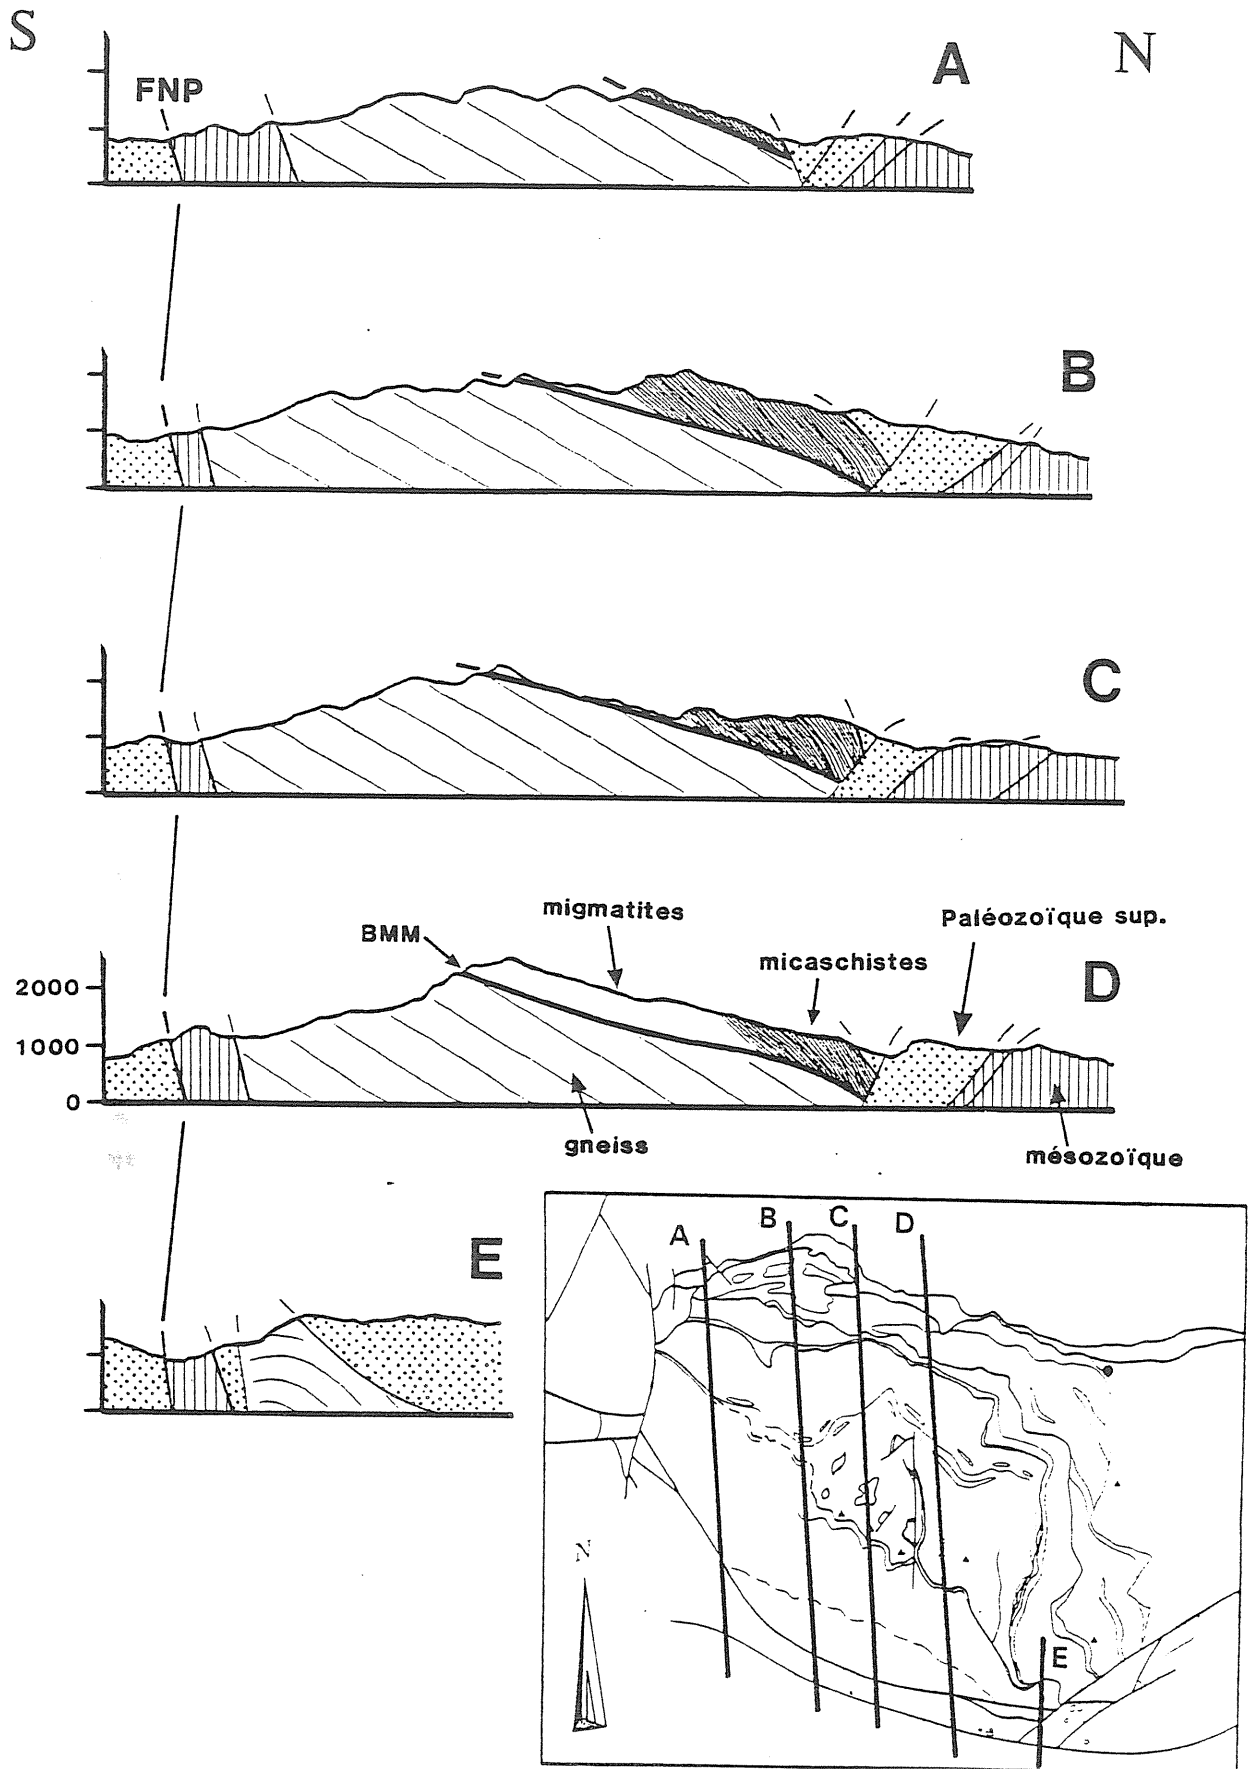 S
A
N
FNP
B
C
migmatites
Paléozoïque sup.
BMM
micaschistes
D
2000
1000
0
gneiss
mésozoïque
E
A
B
C
D
N
E